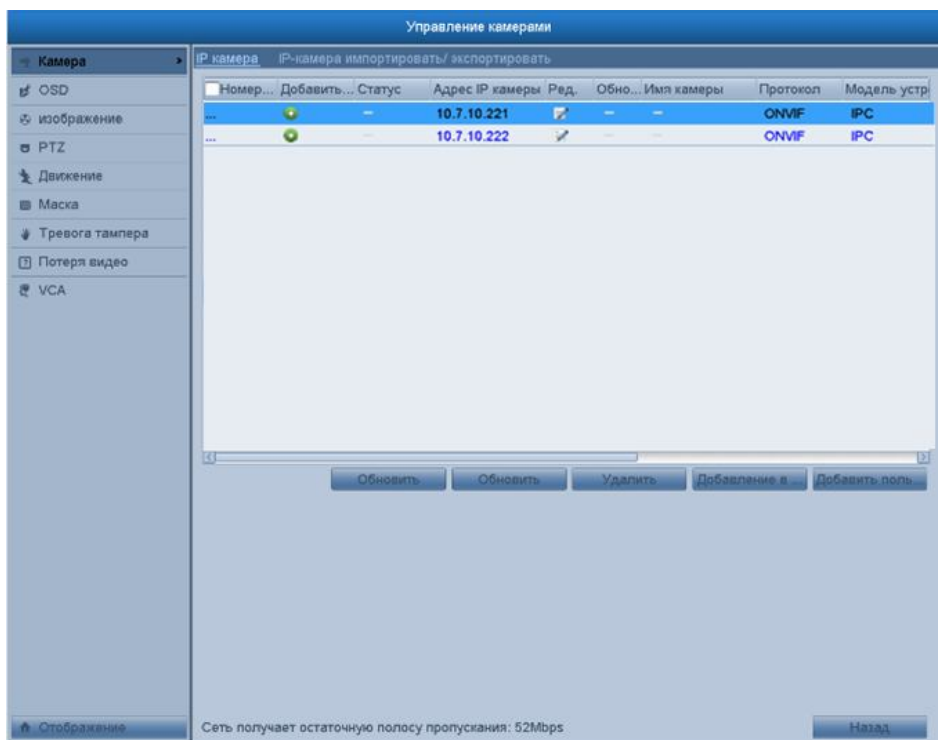 Управление камерами
Камера
OSD
изображение
PTZ
Движение
Маска
Тревога тампера
Потеря видео
VCA
Отображение
IP камера IP-камера импортировать/ экспортировать
Номер... Добавить... Статус Адрес IP камеры Ред. Обно... Имя камеры Протокол Модель устр
... 10.7.10.221 ONVIF IPC
... 10.7.10.222 ONVIF IPC
Обновить Обновить Удалить Добавление в ... Добавить поль...
Сеть получает остаточную полосу пропускания: 52Mbps
Назад